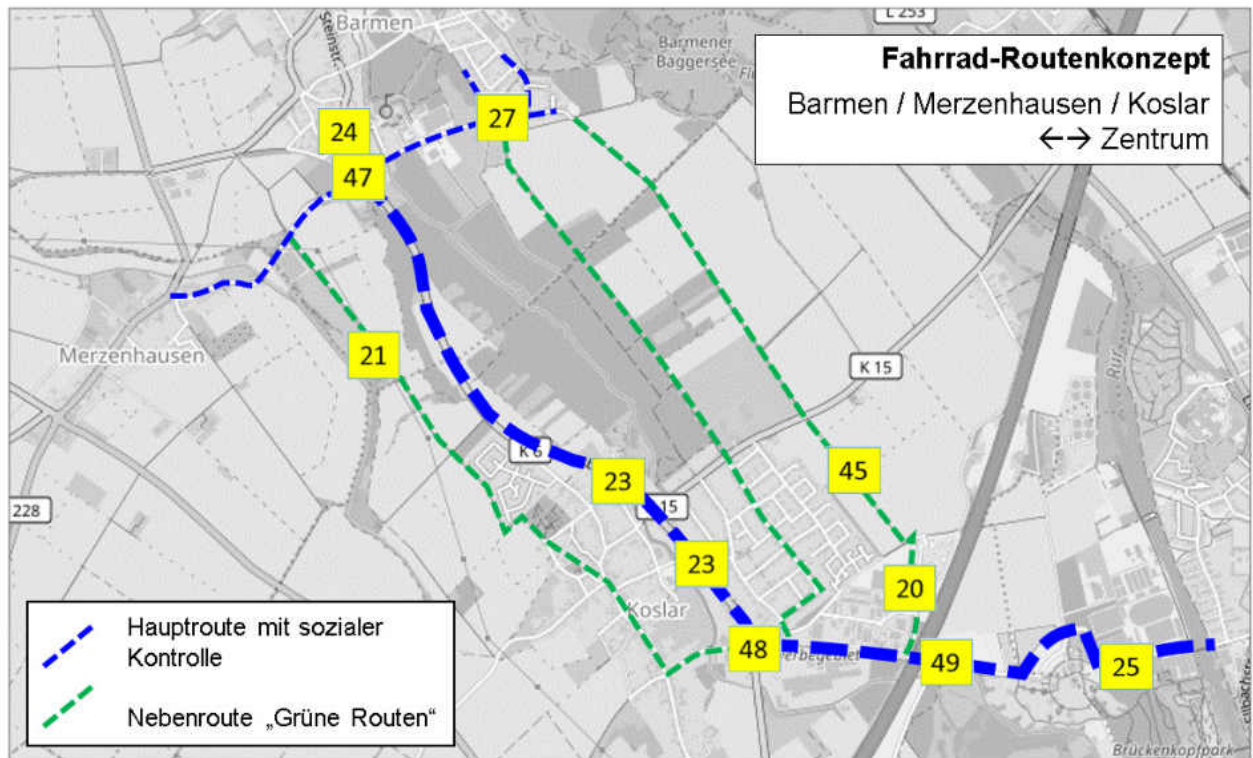 L 253
Barmen
Steinstr.
Barmener
Baggersee
Fahrrad-Routenkonzept
Barmen / Merzenhausen / Koslar
←→ Zentrum
24
27
47
Merzenhausen
21
K 15
Rur
K 6
23
15
45
228
23
20
Koslar
48
49
25
Brückenkopfpark
Hauptroute mit sozialer
Kontrolle
Nebenroute „Grüne Routen“